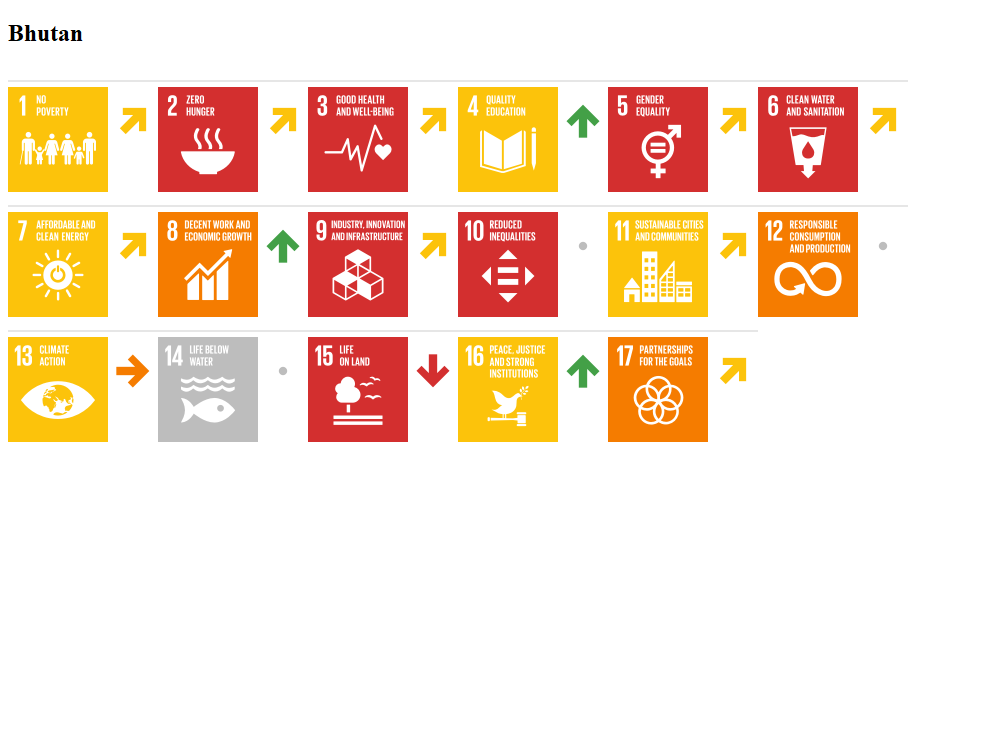 Bhutan
1 NO
POVERTY
2 ZERO
HUNGER
3 GOOD HEALTH
AND WELL-BEING
4 QUALITY
EDUCATION
5 GENDER
EQUALITY
6 CLEAN WATER
AND SANITATION
7 AFFORDABLE AND
CLEAN ENERGY
8 DECENT WORK AND
ECONOMIC GROWTH
9 INDUSTRY, INNOVATION
AND INFRASTRUCTURE
10 REDUCED
INEQUALITIES
11 SUSTAINABLE CITIES
AND COMMUNITIES
12 RESPONSIBLE
CONSUMPTION
AND PRODUCTION
13 CLIMATE
ACTION
14 LIFE BELOW
WATER
15 LIFE
ON LAND
16 PEACE, JUSTICE
AND STRONG
INSTITUTIONS
17 PARTNERSHIPS
FOR THE GOALS